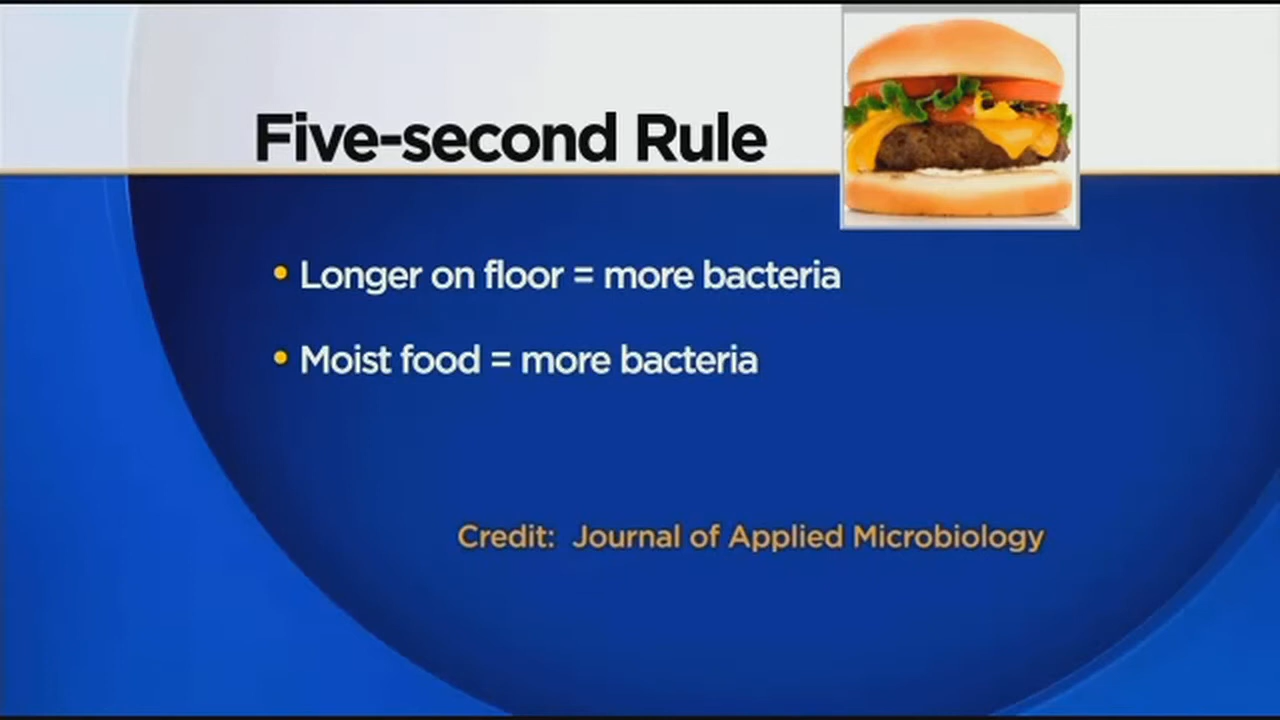 Five-second Rule
• Longer on floor = more bacteria
• Moist food = more bacteria
Credit: Journal of Applied Microbiology